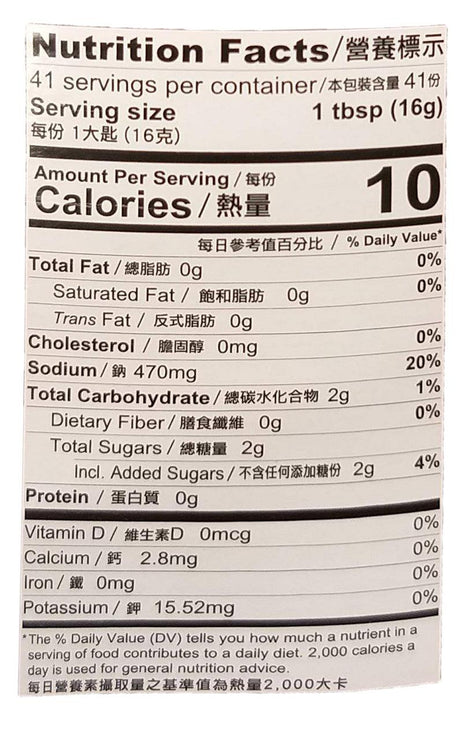 Nutrition Facts/營養標示
41 servings per container/本包裝含量 41份
Serving size 1 tbsp (16g)
每份 1大匙 (16克)
Amount Per Serving / 每份
Calories / 熱量 10
每日參考值百分比 / % Daily Value*
Total Fat / 總脂肪 0g 0%
Saturated Fat / 飽和脂肪 0g 0%
Trans Fat / 反式脂肪 0g
Cholesterol / 膽固醇 0mg 0%
Sodium / 鈉 470mg 20%
Total Carbohydrate / 總碳水化合物 2g 1%
Dietary Fiber / 膳食纖維 0g 0%
Total Sugars / 總糖量 2g
Incl. Added Sugars / 不含任何添加糖份 2g 4%
Protein / 蛋白質 0g
Vitamin D / 維生素D 0mcg 0%
Calcium / 鈣 2.8mg 0%
Iron / 鐵 0mg 0%
Potassium / 鉀 15.52mg 0%
*The % Daily Value (DV) tells you how much a nutrient in a
serving of food contributes to a daily diet. 2,000 calories a
day is used for general nutrition advice.
每日營養素攝取量之基準值為熱量2,000大卡